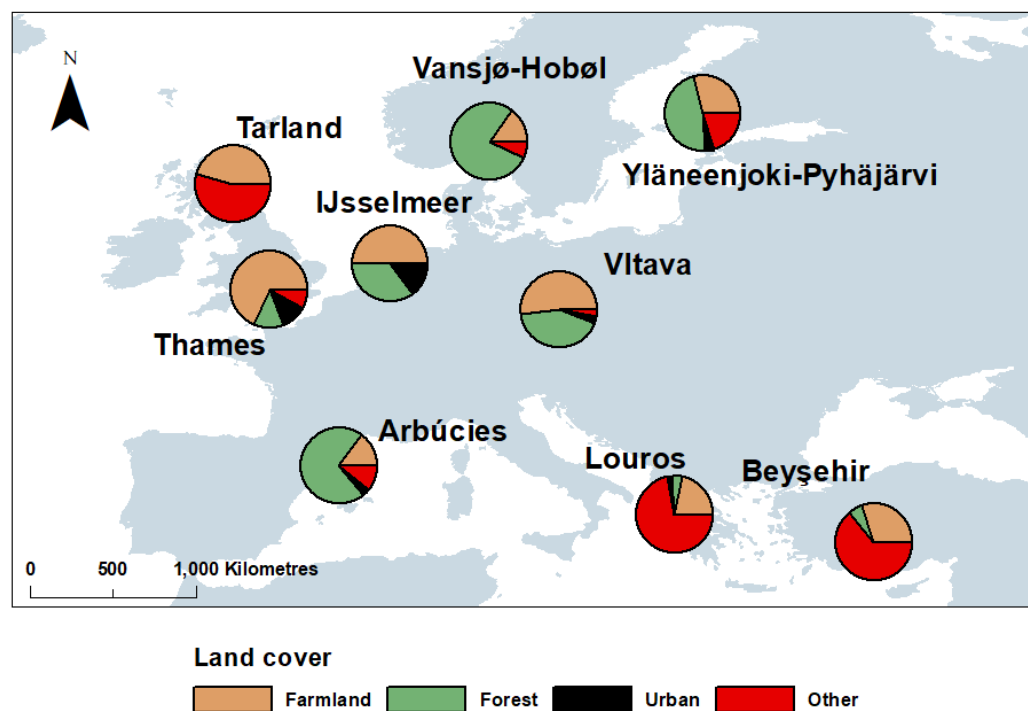 N
Vansjø-Hobøl
Tarland
Yläneenjoki-Pyhäjärvi
IJsselmeer
Vltava
Thames
Arbúcies
Louros
Beyşehir
0 500 1,000 Kilometres
Land cover
Farmland Forest Urban Other